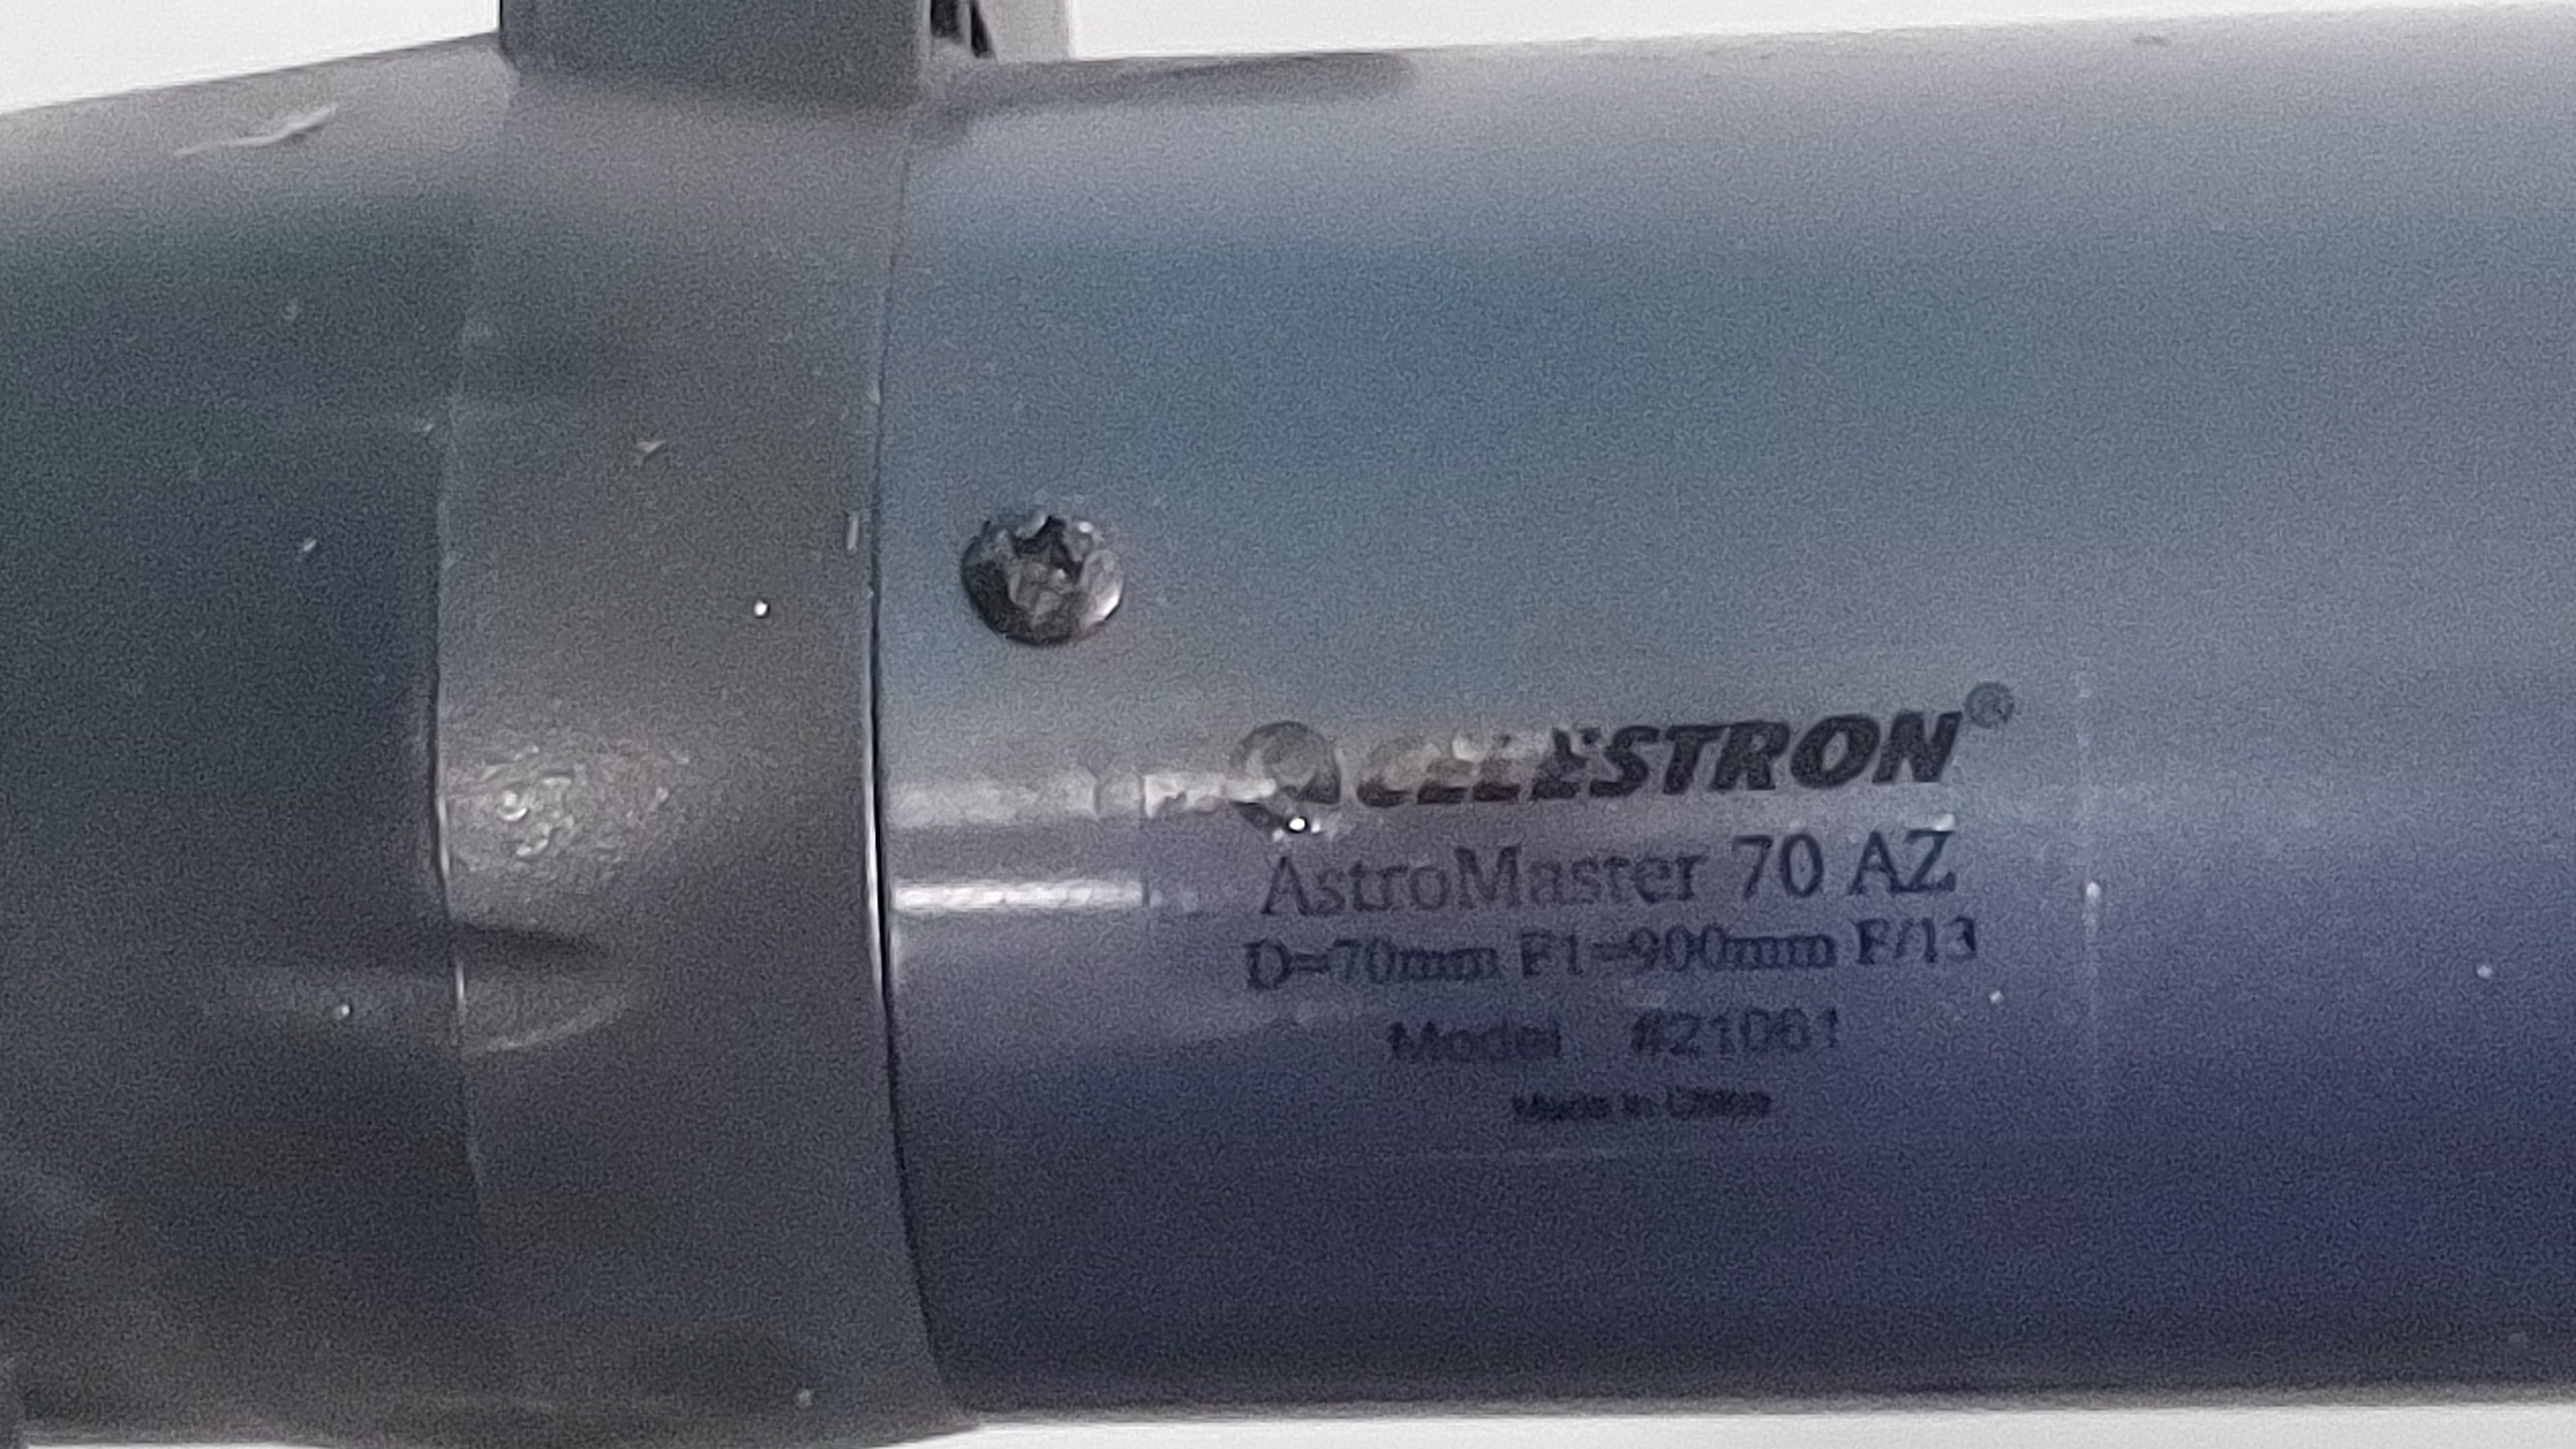 CELESTRON®
AstroMaster 70 AZ
D=70mm F1=900mm F/13
Model #21061
Made in China